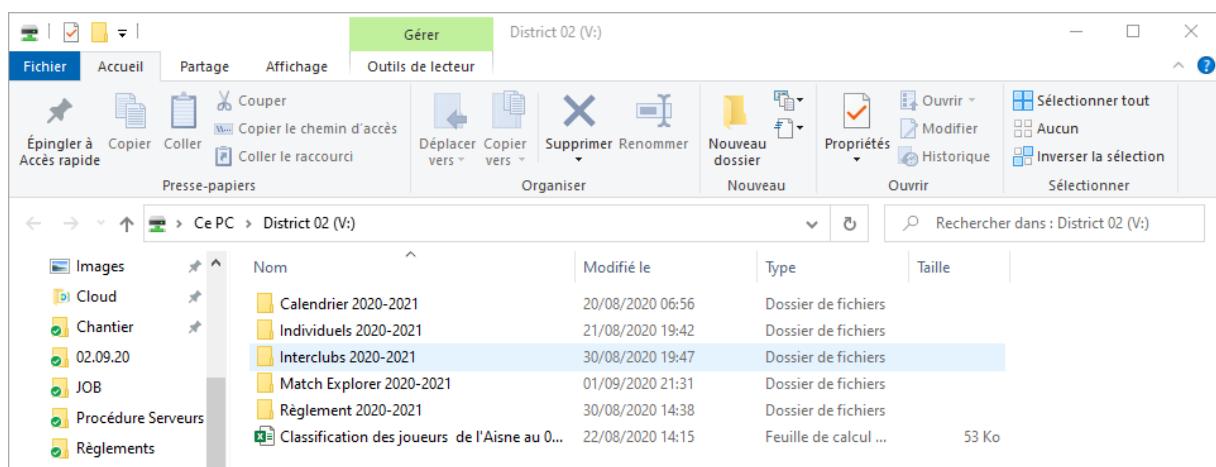 Gérer District 02 (V:)
Fichier Accueil Partage Affichage Outils de lecteur
Épingler à Accès rapide
Copier
Coller
Couper
Copier le chemin d'accès
Coller le raccourci
Presse-papiers
Déplacer vers
Copier vers
Supprimer
Renommer
Organiser
Nouveau dossier
Nouveau
Propriétés
Ouvrir
Modifier
Historique
Ouvrir
Sélectionner tout
Aucun
Inverser la sélection
Sélectionner
Ce PC > District 02 (V:)
Rechercher dans : District 02 (V:)
Images
Cloud
Chantier
02.09.20
JOB
Procédure Serveurs
Règlements
Nom Modifié le Type Taille
Calendrier 2020-2021 20/08/2020 06:56 Dossier de fichiers
Individuels 2020-2021 21/08/2020 19:42 Dossier de fichiers
Interclubs 2020-2021 30/08/2020 19:47 Dossier de fichiers
Match Explorer 2020-2021 01/09/2020 21:31 Dossier de fichiers
Règlement 2020-2021 30/08/2020 14:38 Dossier de fichiers
Classification des joueurs de l'Aisne au 0... 22/08/2020 14:15 Feuille de calcul ... 53 Ko